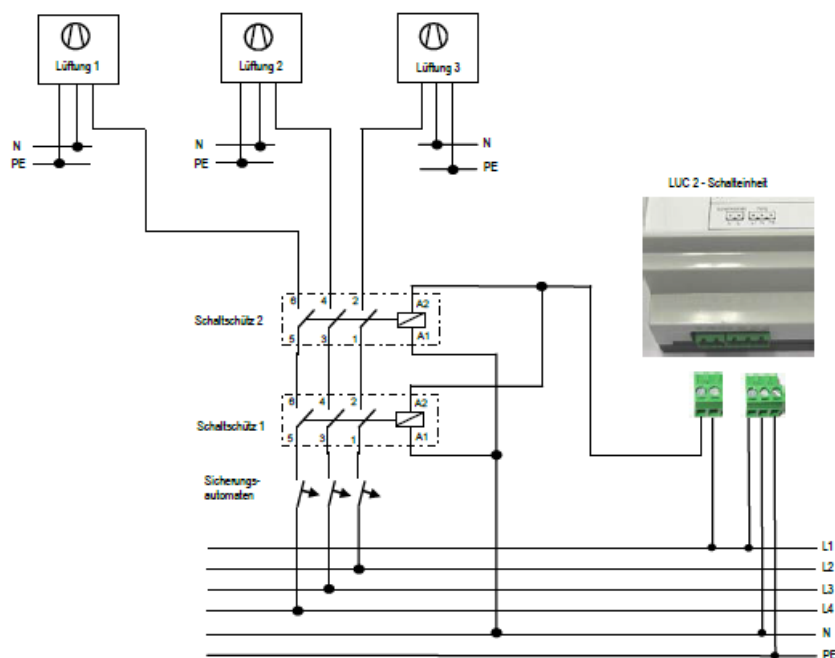 Lüftung 1
Lüftung 2
Lüftung 3
N
PE
N
PE
N
PE
LUC 2 - Schalteinheit
6 4 2 A2
Schaltschütz 2
5 3 1 A1
6 4 2 A2
Schaltschütz 1
5 3 1 A1
Sicherungs-
automaten
L1
L2
L3
L4
N
PE